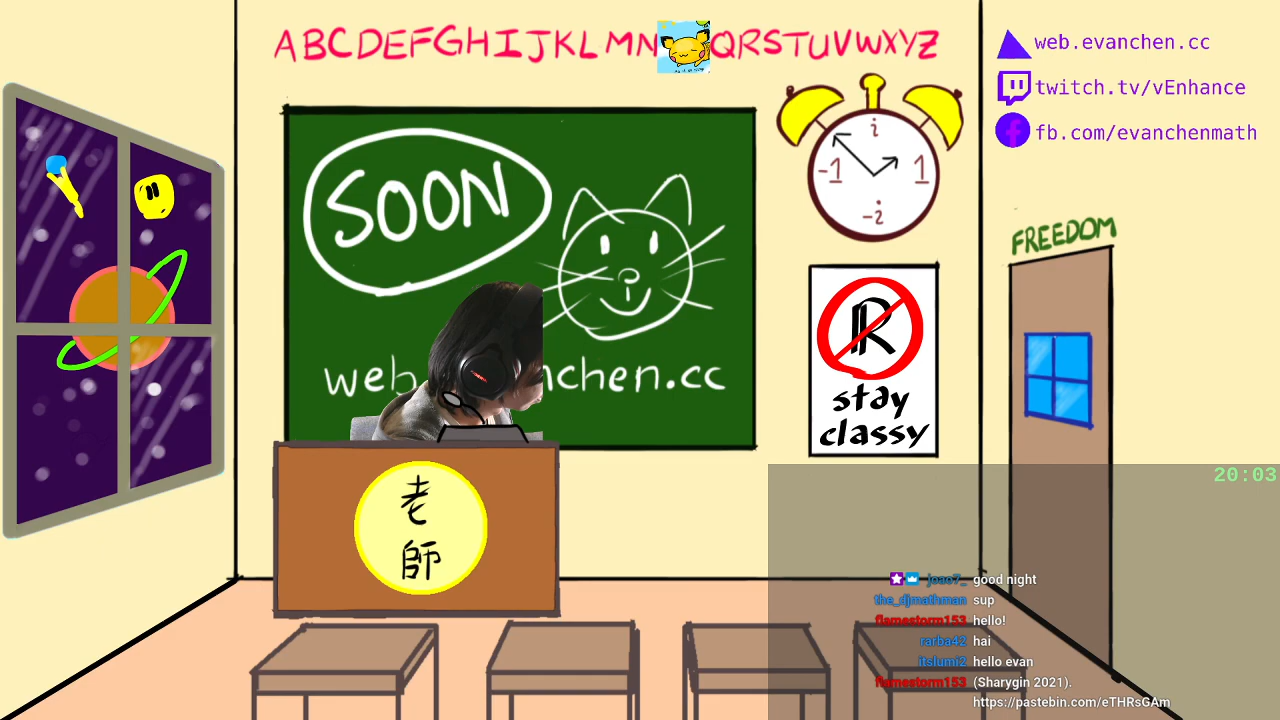 ABCDEFGHIJKLMN QRSTUVWXYZ
web.evanchen.cc
twitch.tv/vEnhance
fb.com/evanchenmath
SOON
i
-1 1
-i
FREEDOM
R
stay
classy
web. nchen.cc
20:03
老
師
joao7_ good night
the_djmathman sup
flamestorm153 hello!
rarba42 hai
itslumi2 hello evan
flamestorm153 (Sharygin 2021).
https://pastebin.com/eTHRsGAm